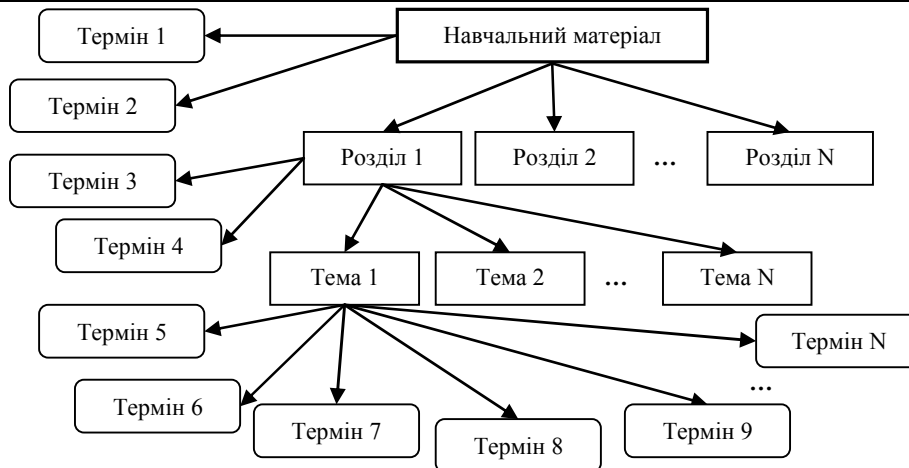 Термін 1
Навчальний матеріал
Термін 2
Розділ 1
Розділ 2
...
Розділ N
Термін 3
Термін 4
Тема 1
Тема 2
...
Тема N
Термін 5
Термін N
...
Термін 6
Термін 7
Термін 8
Термін 9